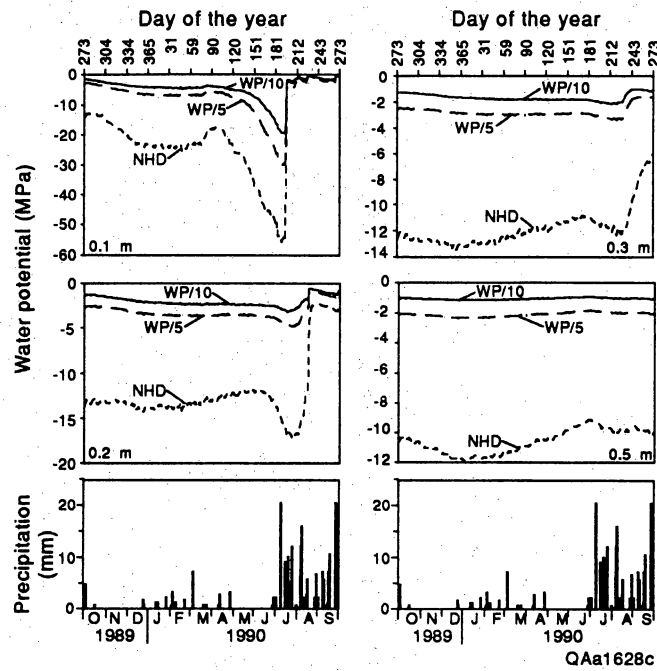 Day of the year
Day of the year
273 304 334 365 31 59 90 120 151 181 212 243 273
273 304 334 365 31 59 90 120 151 181 212 243 273
Water potential (MPa)
0
-10
-20
-30
-40
-50
-60
WP/10
WP/5
NHD
0.1 m
0
-2
-4
-6
-8
-10
-12
-14
WP/10
WP/5
NHD
0.3 m
0
-5
-10
-15
-20
WP/10
WP/5
NHD
0.2 m
0
-2
-4
-6
-8
-10
-12
WP/10
WP/5
NHD
0.5 m
Precipitation
(mm)
20
10
0
O N D J F M A M J J A S
1989 1990
20
10
0
O N D J F M A M J J A S
1989 1990
QAa1628c